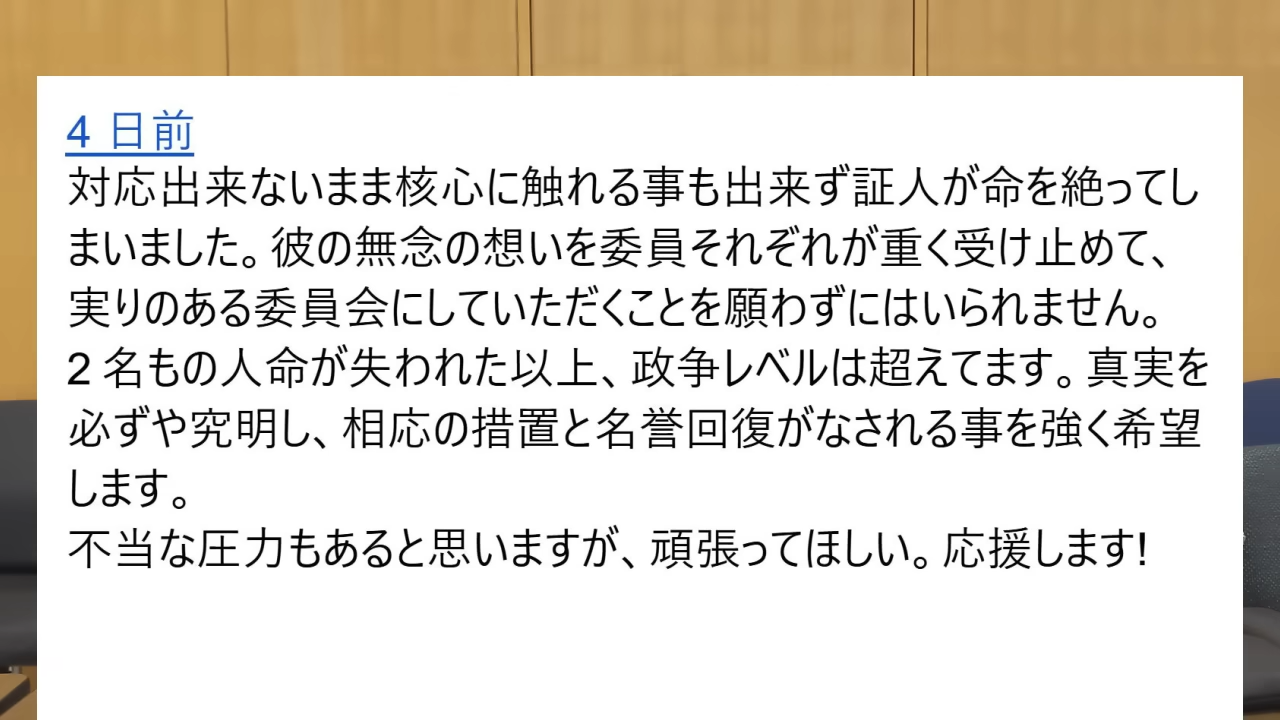 4 日前
対応出来ないまま核心に触れる事も出来ず証人が命を絶ってし
まいました。彼の無念の想いを委員それぞれが重く受け止めて、
実りのある委員会にしていただくことを願わずにはいられません。
2 名もの人命が失われた以上、政争レベルは超えてます。真実を
必ずや究明し、相応の措置と名誉回復がなされる事を強く希望
します。
不当な圧力もあると思いますが、頑張ってほしい。応援します!